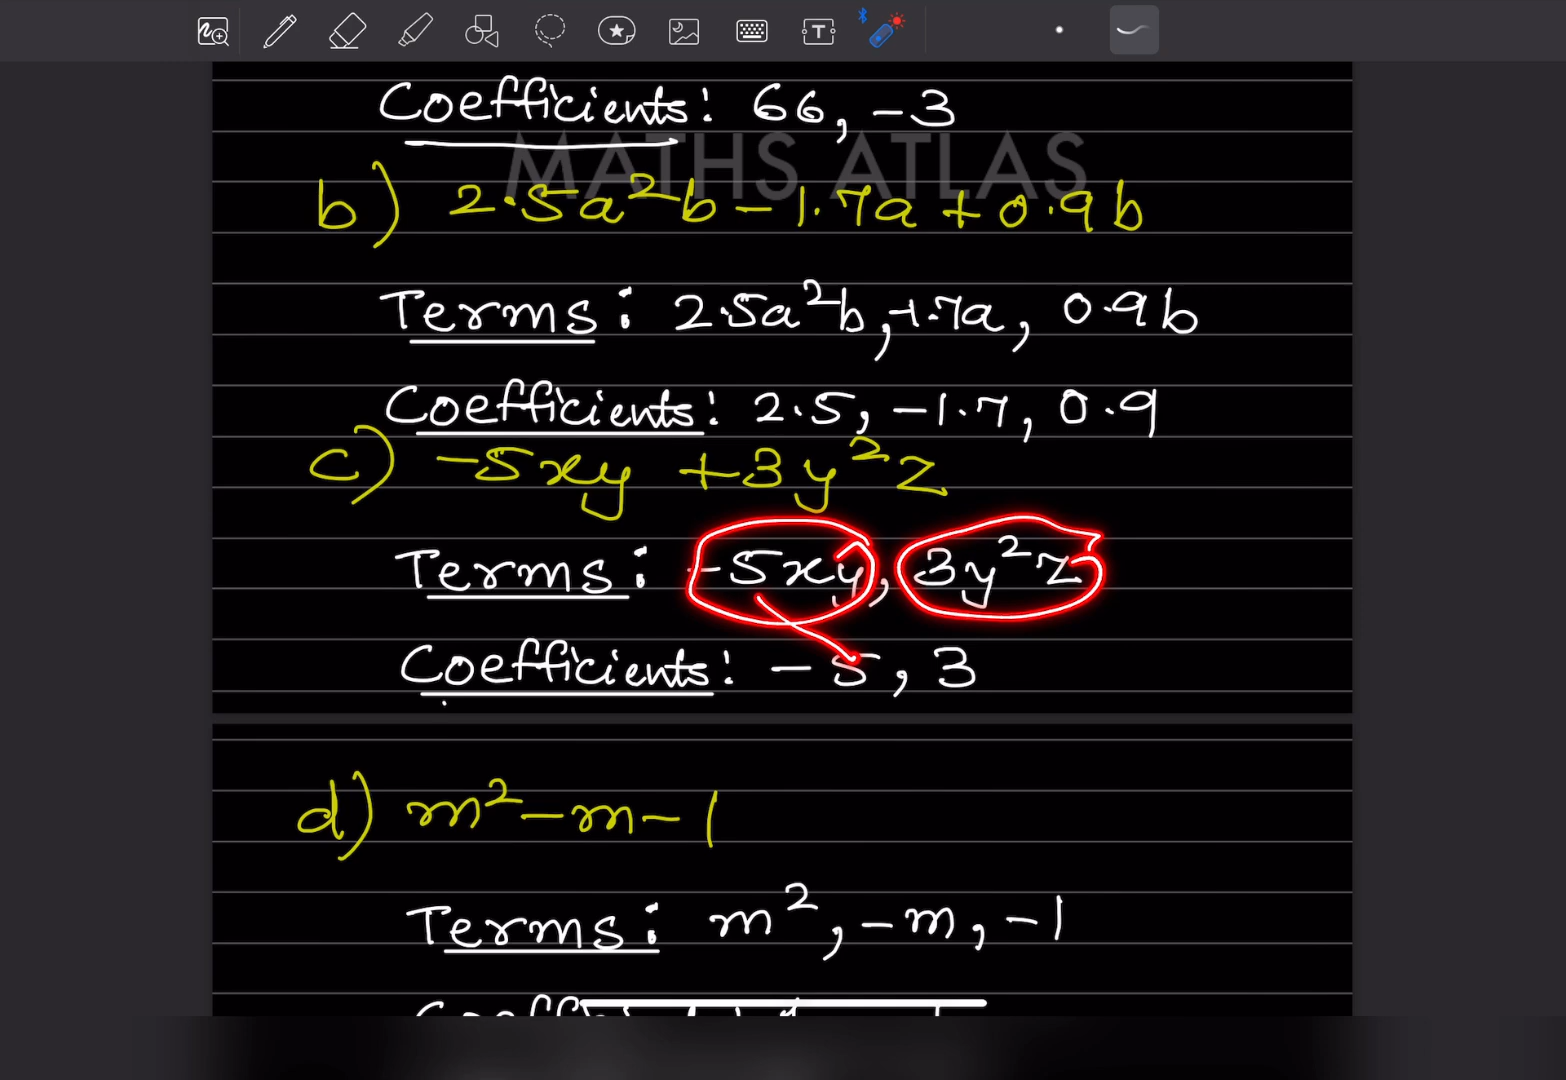 Coefficients: 66, -3
MATHS ATLAS
b) 2.5a²b - 1.7a + 0.9b
Terms: 2.5a²b, -1.7a, 0.9b
Coefficients: 2.5, -1.7, 0.9
c) -5xy + 3y²z
Terms: -5xy, 3y²z
Coefficients: -5, 3
d) m² - m - 1
Terms: m², -m, -1